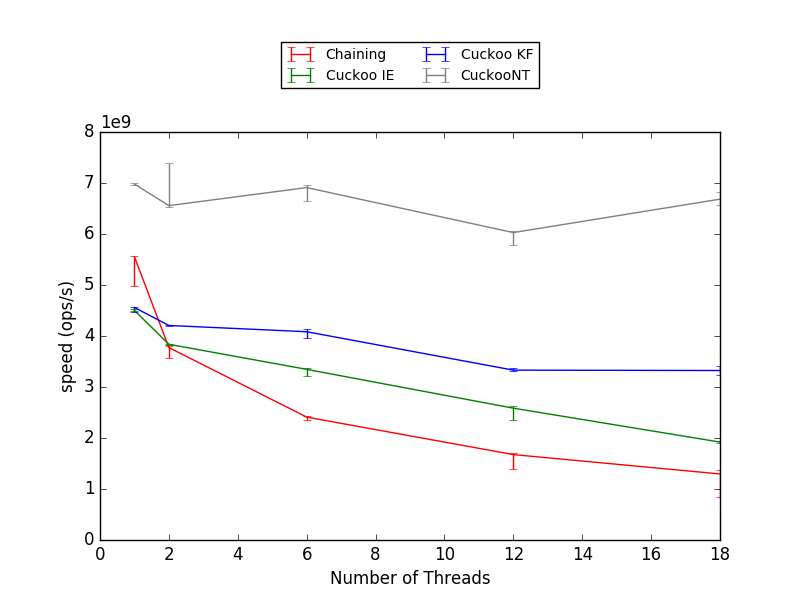 Chaining Cuckoo KF
Cuckoo IE CuckooNT
1e9
8
7
6
5
4
3
2
1
0
speed (ops/s)
0 2 4 6 8 10 12 14 16 18
Number of Threads